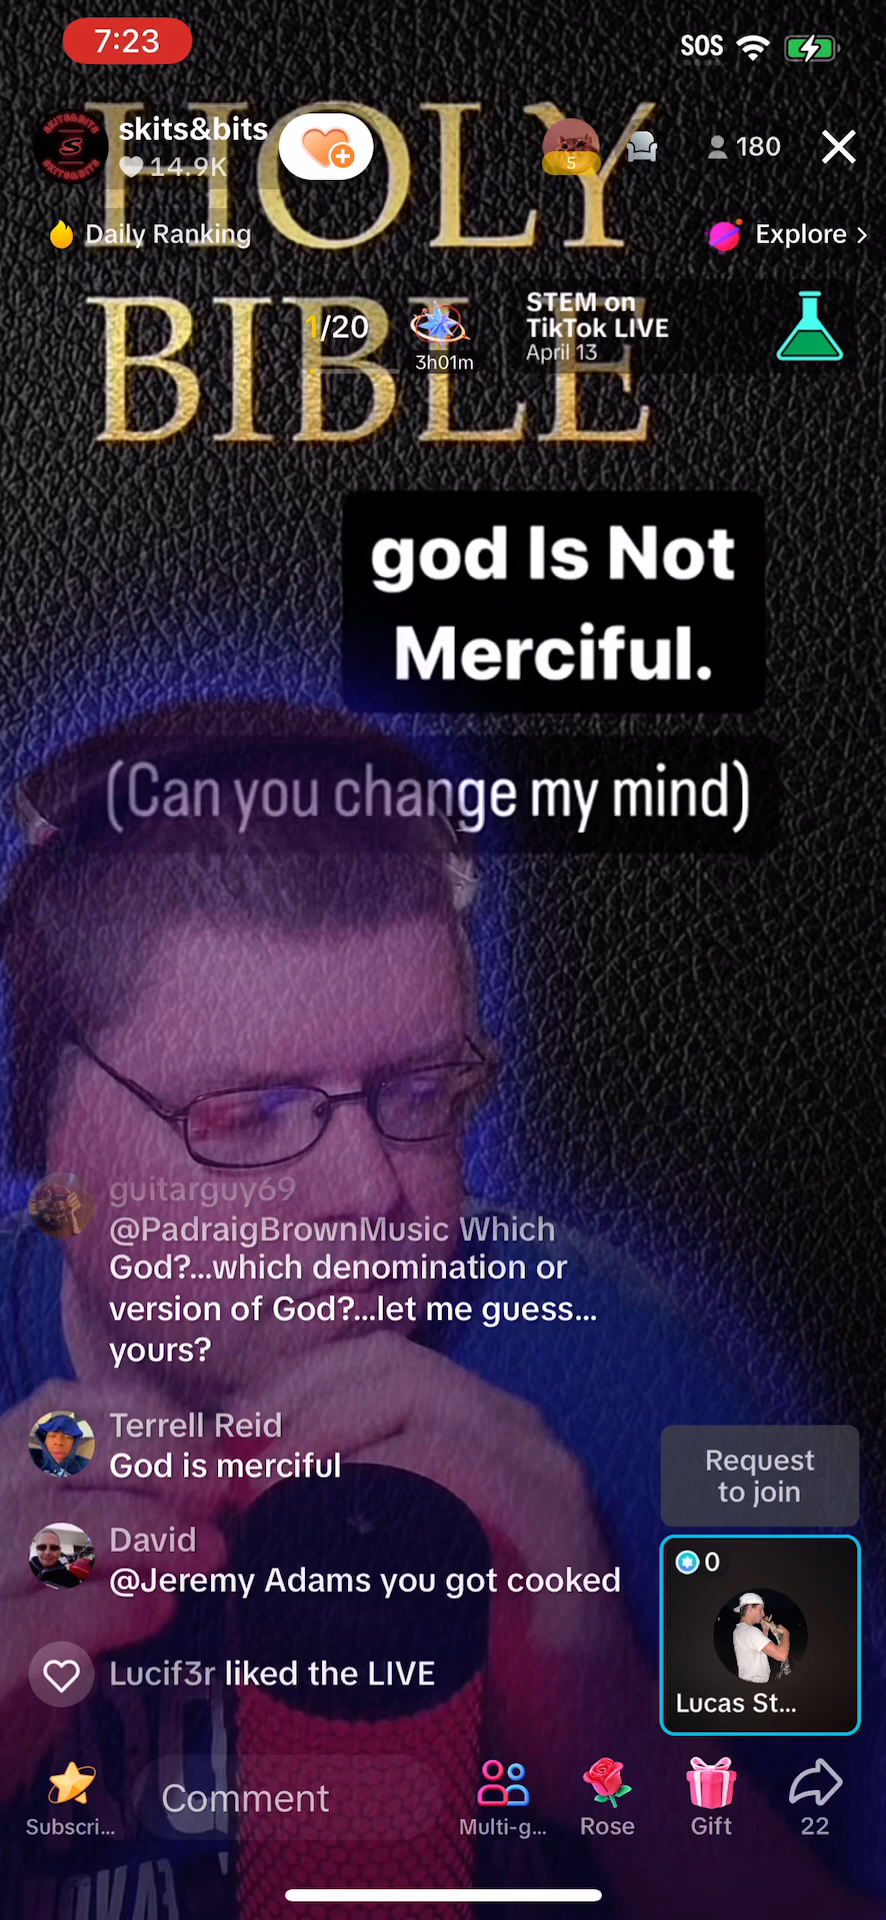 7:23
SOS
HOLY
BIBLE
skits&bits
14.9K
5
180
Daily Ranking
Explore >
1/20
3h01m
STEM on
TikTok LIVE
April 13
god Is Not
Merciful.
(Can you change my mind)
guitarguy69
@PadraigBrownMusic Which
God?...which denomination or
version of God?...let me guess...
yours?
Terrell Reid
God is merciful
David
@Jeremy Adams you got cooked
Lucif3r liked the LIVE
Request
to join
0
Lucas St...
Subscri...
Comment
Multi-g...
Rose
Gift
22